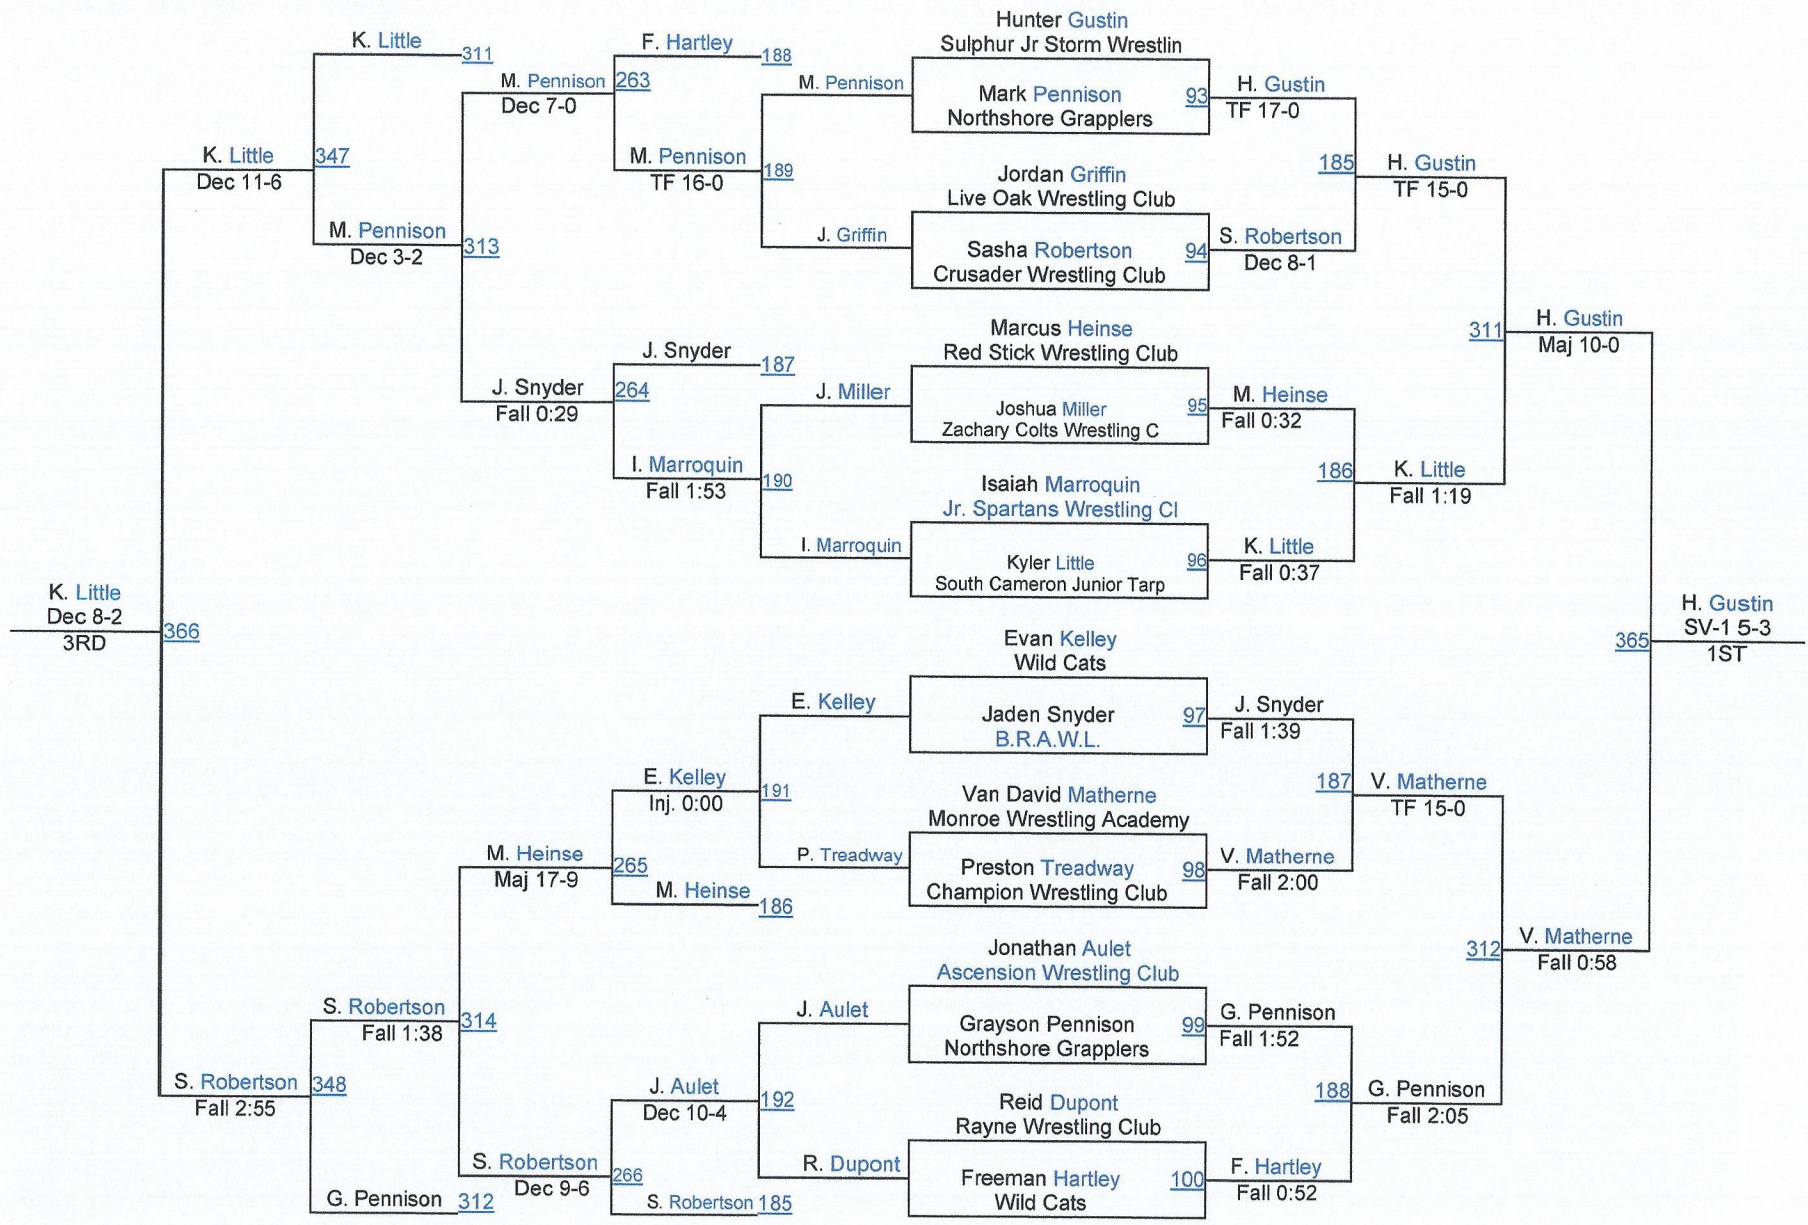 Hunter Gustin
Sulphur Jr Storm Wrestlin
K. Little
311
F. Hartley
188
M. Pennison
263
Dec 7-0
M. Pennison
Mark Pennison
93
Northshore Grapplers
H. Gustin
TF 17-0
K. Little
347
Dec 11-6
M. Pennison
TF 16-0
189
Jordan Griffin
Live Oak Wrestling Club
185
H. Gustin
TF 15-0
M. Pennison
Dec 3-2
313
J. Griffin
Sasha Robertson
94
Crusader Wrestling Club
S. Robertson
Dec 8-1
Marcus Heinse
Red Stick Wrestling Club
311
H. Gustin
Maj 10-0
J. Snyder
187
J. Snyder
264
Fall 0:29
J. Miller
Joshua Miller
95
Zachary Colts Wrestling C
M. Heinse
Fall 0:32
I. Marroquin
Fall 1:53
190
Isaiah Marroquin
Jr. Spartans Wrestling Cl
186
K. Little
Fall 1:19
I. Marroquin
Kyler Little
96
South Cameron Junior Tarp
K. Little
Fall 0:37
K. Little
Dec 8-2
3RD
366
Evan Kelley
Wild Cats
365
H. Gustin
SV-1 5-3
1ST
E. Kelley
Jaden Snyder
97
B.R.A.W.L.
J. Snyder
Fall 1:39
E. Kelley
Inj. 0:00
191
Van David Matherne
Monroe Wrestling Academy
187
V. Matherne
TF 15-0
M. Heinse
Maj 17-9
265
P. Treadway
Preston Treadway
98
Champion Wrestling Club
V. Matherne
Fall 2:00
M. Heinse
186
Jonathan Aulet
Ascension Wrestling Club
312
V. Matherne
Fall 0:58
S. Robertson
Fall 1:38
314
J. Aulet
Grayson Pennison
99
Northshore Grapplers
G. Pennison
Fall 1:52
S. Robertson
Fall 2:55
348
J. Aulet
Dec 10-4
192
Reid Dupont
Rayne Wrestling Club
188
G. Pennison
Fall 2:05
S. Robertson
Dec 9-6
266
R. Dupont
Freeman Hartley
100
Wild Cats
F. Hartley
Fall 0:52
G. Pennison
312
S. Robertson
185